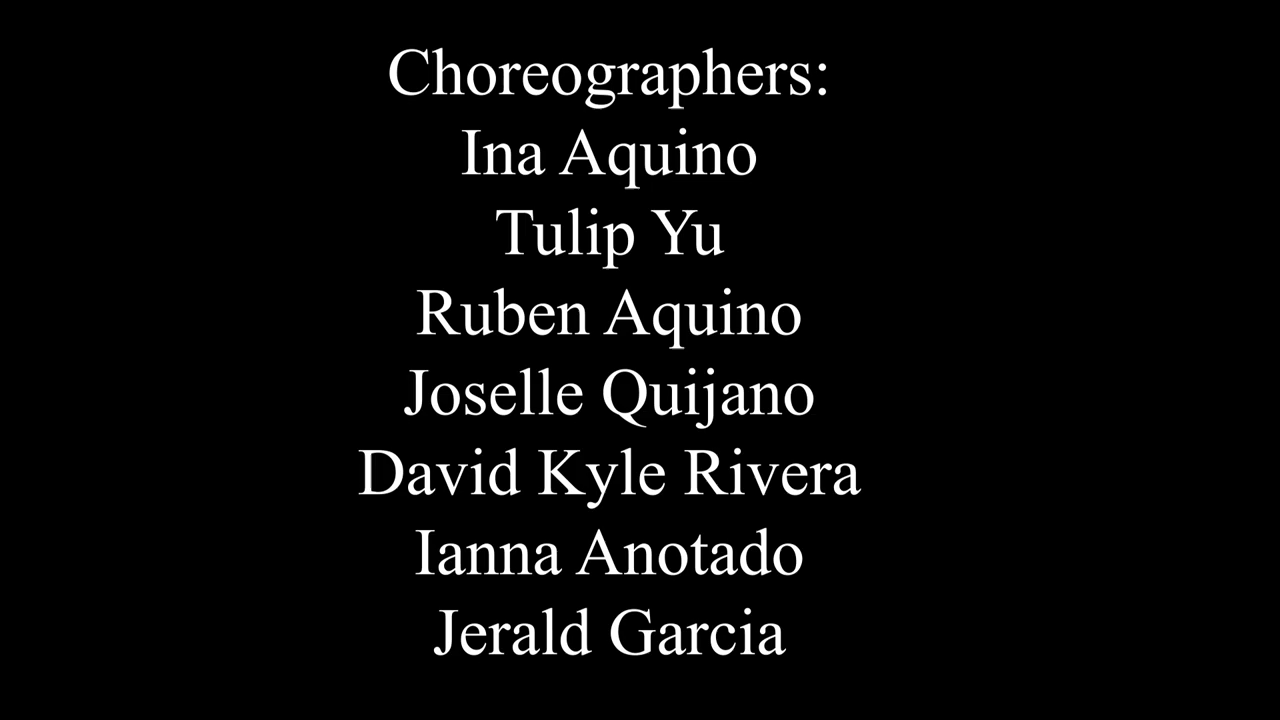 Choreographers:
Ina Aquino
Tulip Yu
Ruben Aquino
Joselle Quijano
David Kyle Rivera
Ianna Anotado
Jerald Garcia